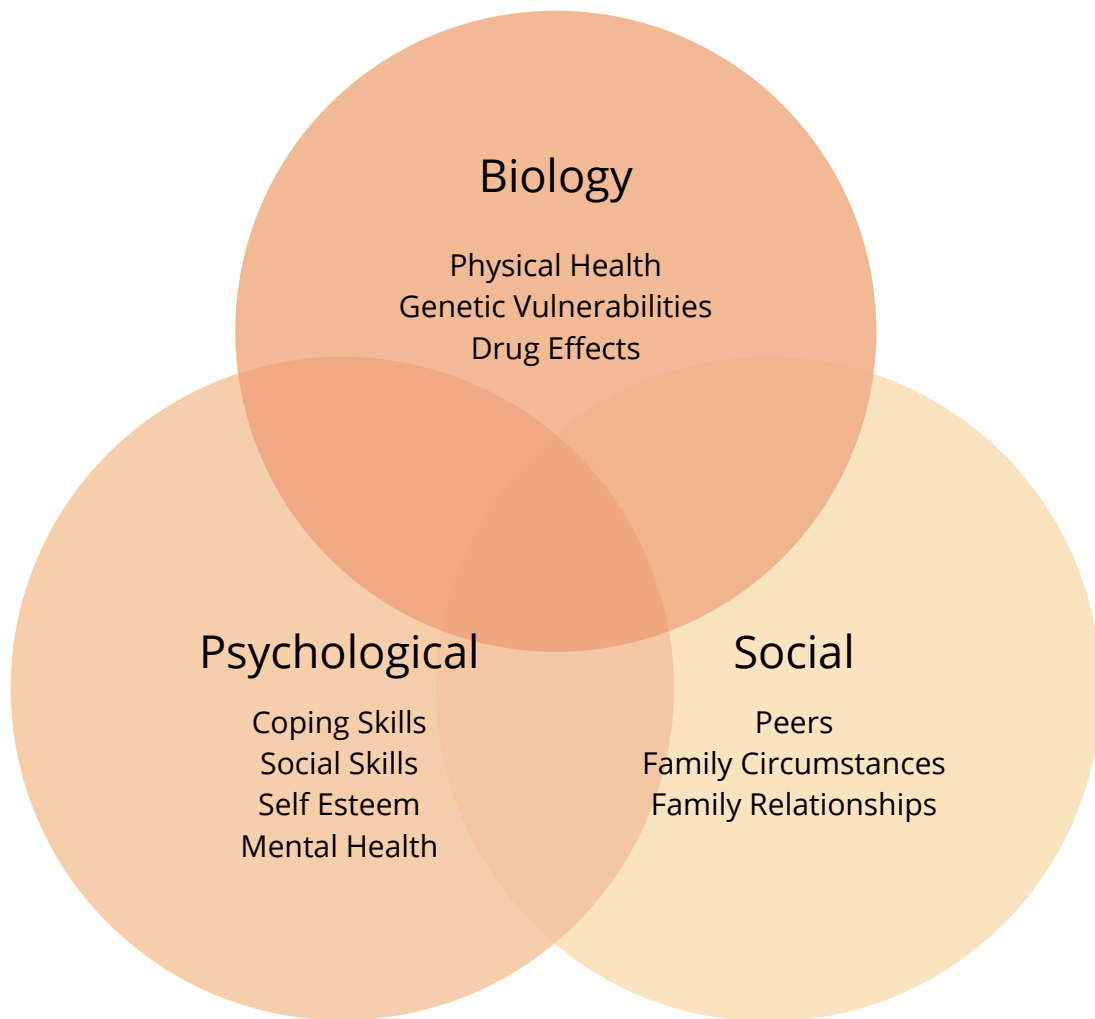 Biology
Physical Health
Genetic Vulnerabilities
Drug Effects
Psychological
Coping Skills
Social Skills
Self Esteem
Mental Health
Social
Peers
Family Circumstances
Family Relationships